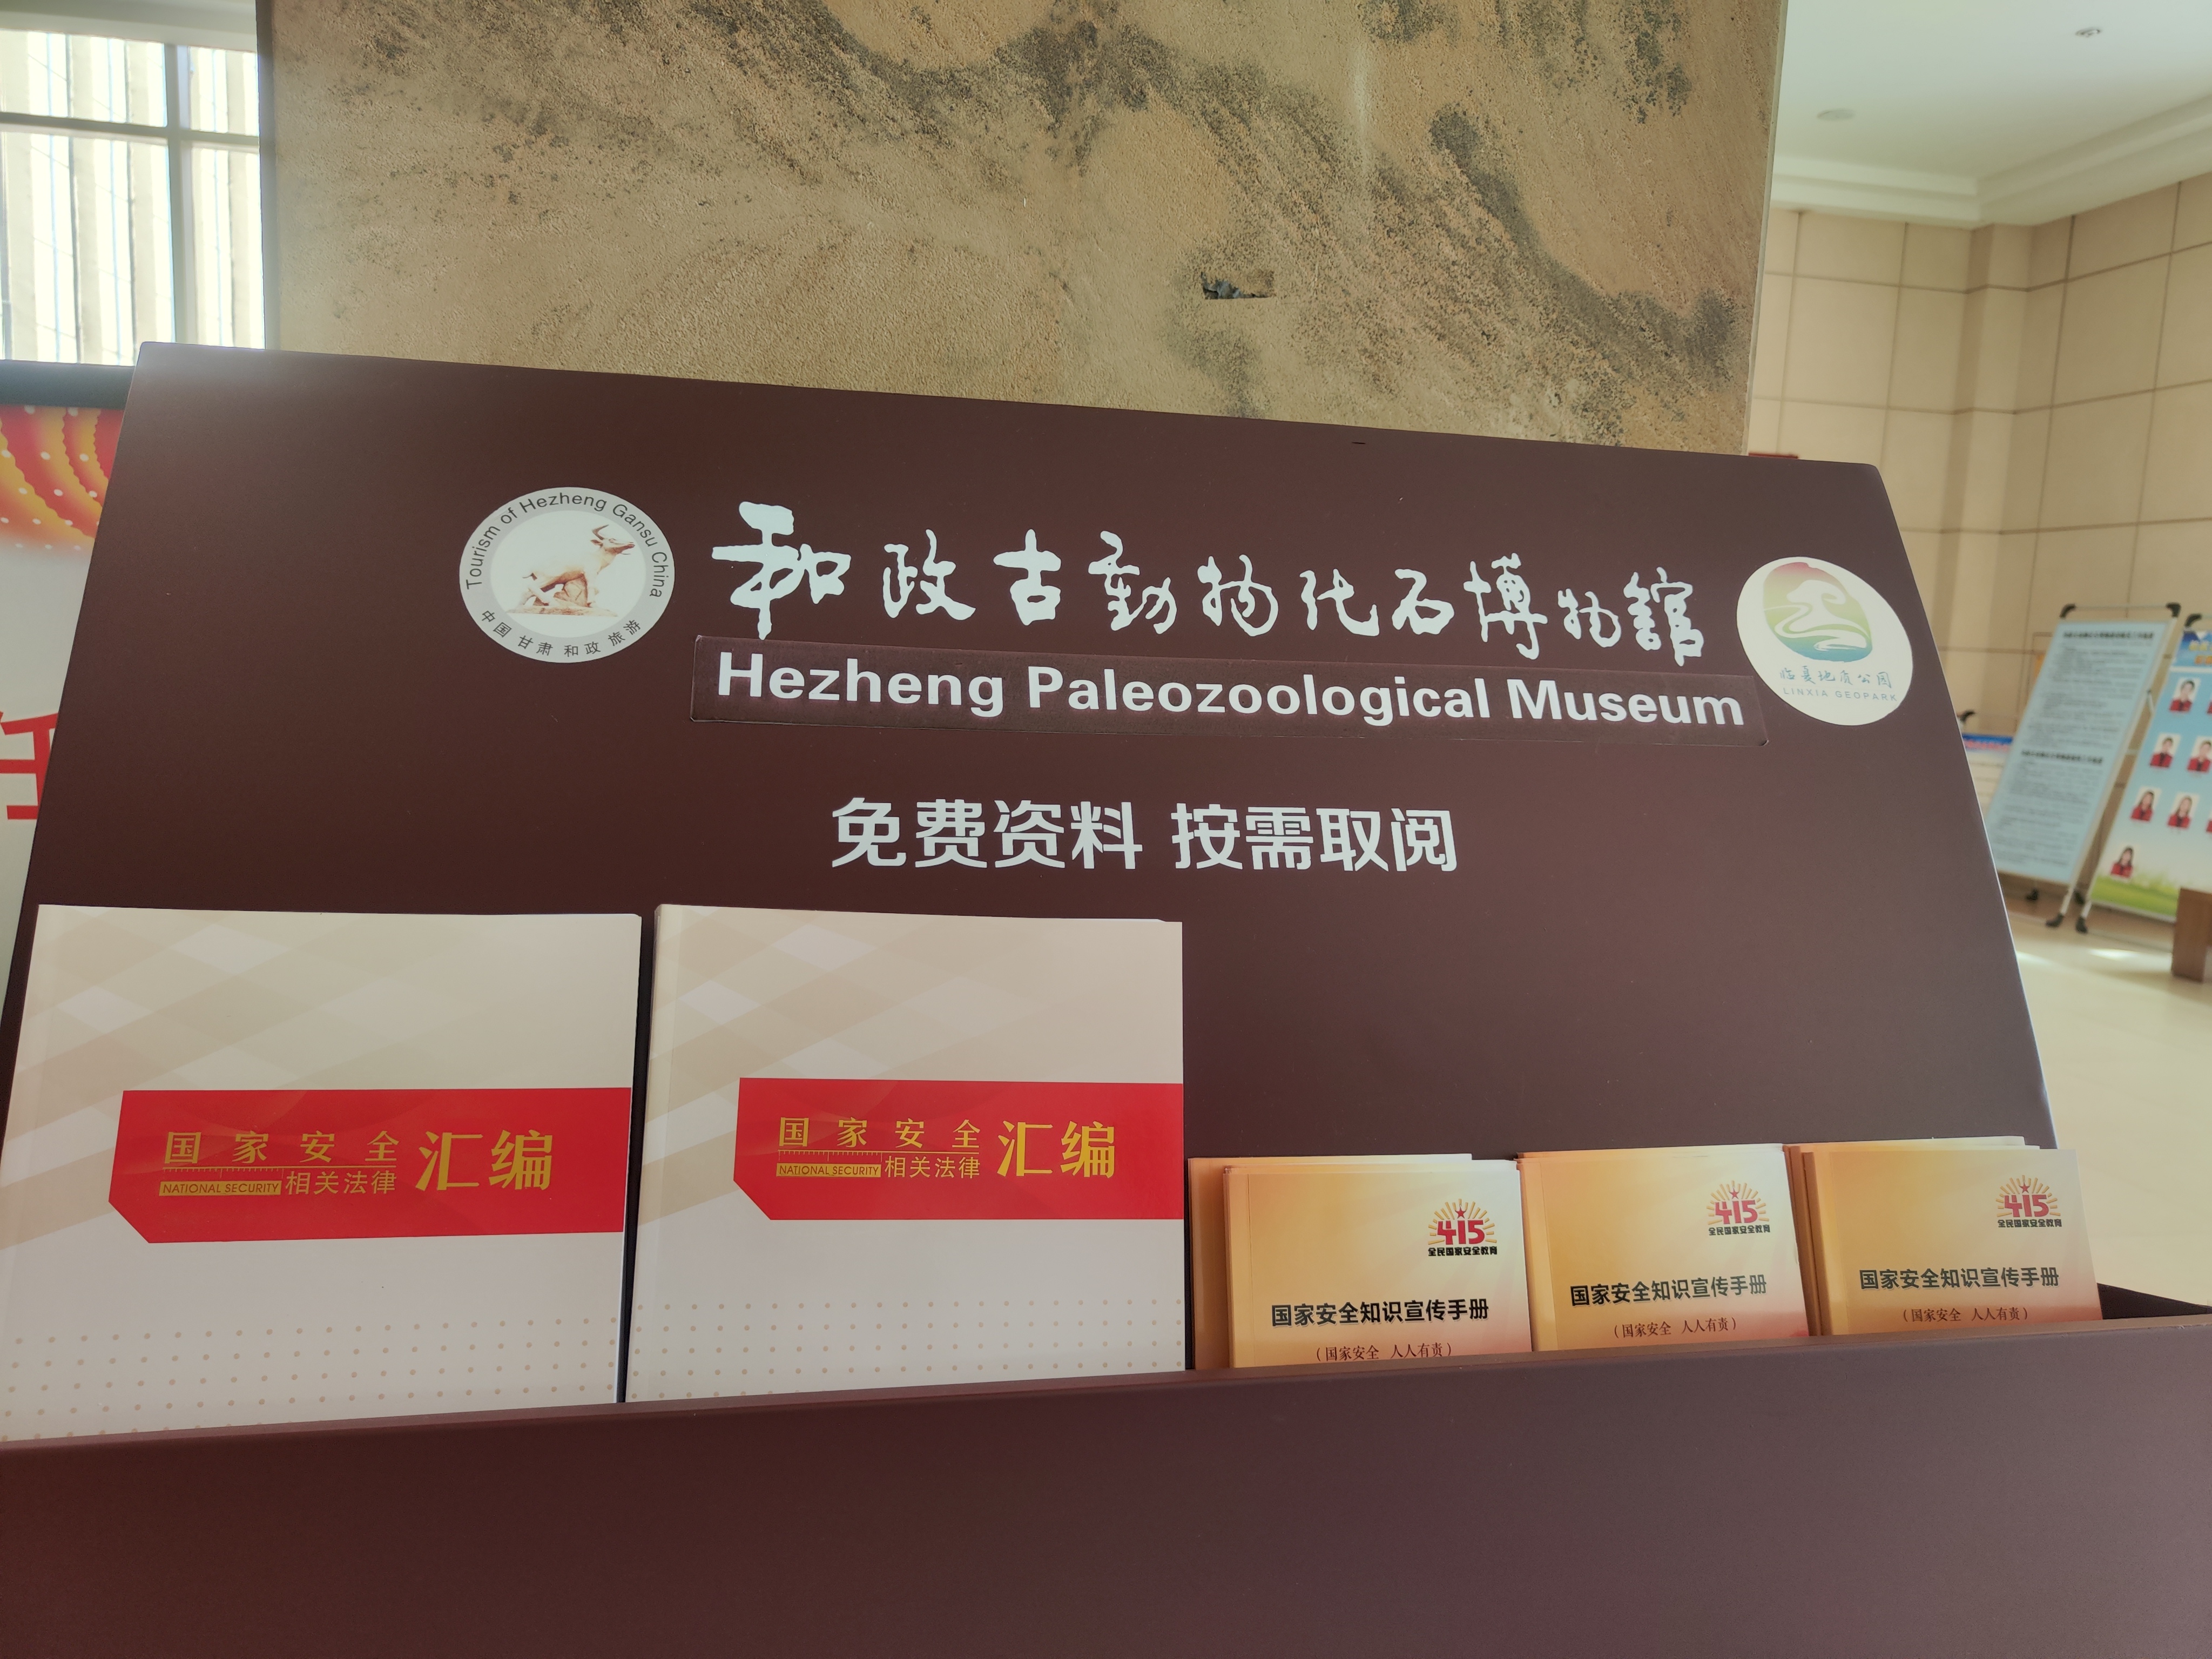 Tourism of Hezheng Gansu China
中国 甘肃 和政 旅游
和政古動物化石博物館
Hezheng Paleozoological Museum
临夏地质公园
LINXIA GEOPARK
免费资料 按需取阅
国家安全
NATIONAL SECURITY 相关法律
汇编
国家安全
NATIONAL SECURITY 相关法律
汇编
415
全民国家安全教育
国家安全知识宣传手册
（国家安全 人人有责）
415
全民国家安全教育
国家安全知识宣传手册
（国家安全 人人有责）
415
全民国家安全教育
国家安全知识宣传手册
（国家安全 人人有责）